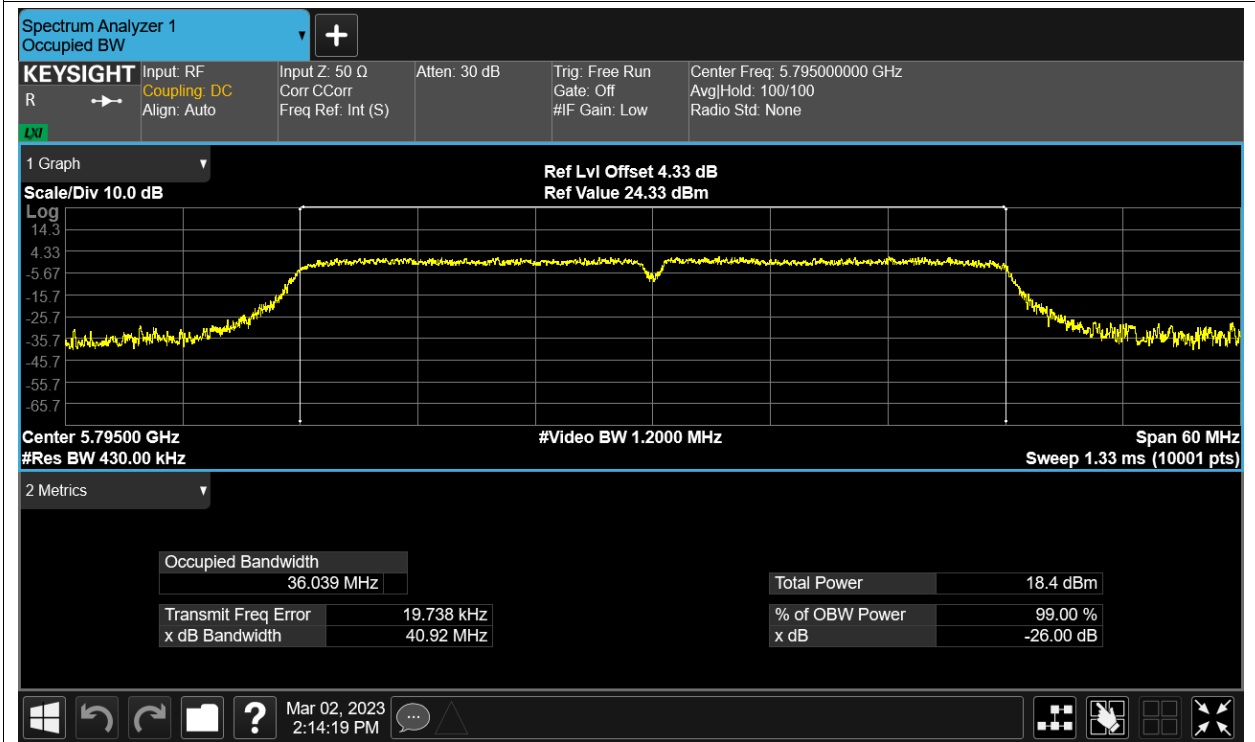 Spectrum Analyzer 1
Occupied BW
KEYSIGHT
R
LXI
Input: RF
Coupling: DC
Align: Auto
Input Z: 50 Ω
Corr CCorr
Freq Ref: Int (S)
Atten: 30 dB
Trig: Free Run
Gate: Off
#IF Gain: Low
Center Freq: 5.795000000 GHz
Avg|Hold: 100/100
Radio Std: None
1 Graph
Scale/Div 10.0 dB
Ref Lvl Offset 4.33 dB
Ref Value 24.33 dBm
Log
14.3
4.33
-5.67
-15.7
-25.7
-35.7
-45.7
-55.7
-65.7
Center 5.79500 GHz
#Res BW 430.00 kHz
#Video BW 1.2000 MHz
Span 60 MHz
Sweep 1.33 ms (10001 pts)
2 Metrics
Occupied Bandwidth
36.039 MHz
Transmit Freq Error 19.738 kHz
x dB Bandwidth 40.92 MHz
Total Power 18.4 dBm
% of OBW Power 99.00 %
x dB -26.00 dB
?
Mar 02, 2023
2:14:19 PM